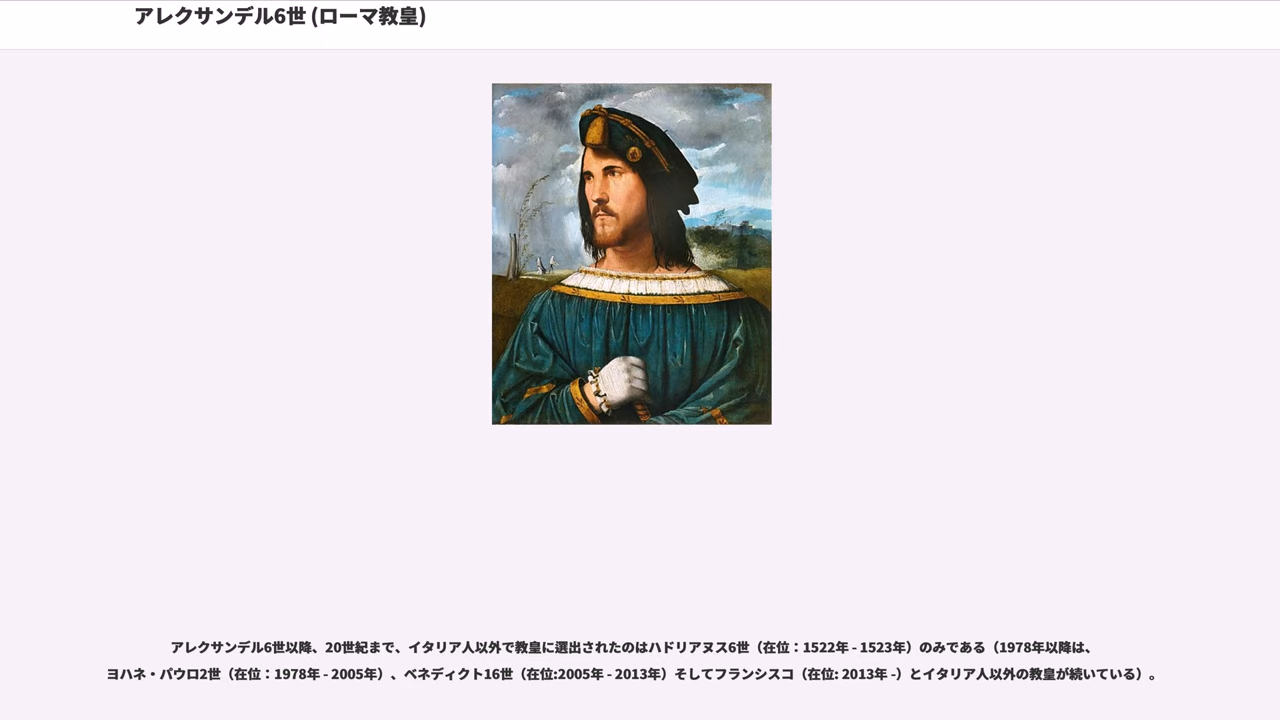 アレクサンデル6世 (ローマ教皇)
アレクサンデル6世以降、20世紀まで、イタリア人以外で教皇に選出されたのはハドリアヌス6世（在位：1522年 - 1523年）のみである（1978年以降は、
ヨハネ・パウロ2世（在位：1978年 - 2005年）、ベネディクト16世（在位:2005年 - 2013年）そしてフランシスコ（在位: 2013年 -）とイタリア人以外の教皇が続いている）。